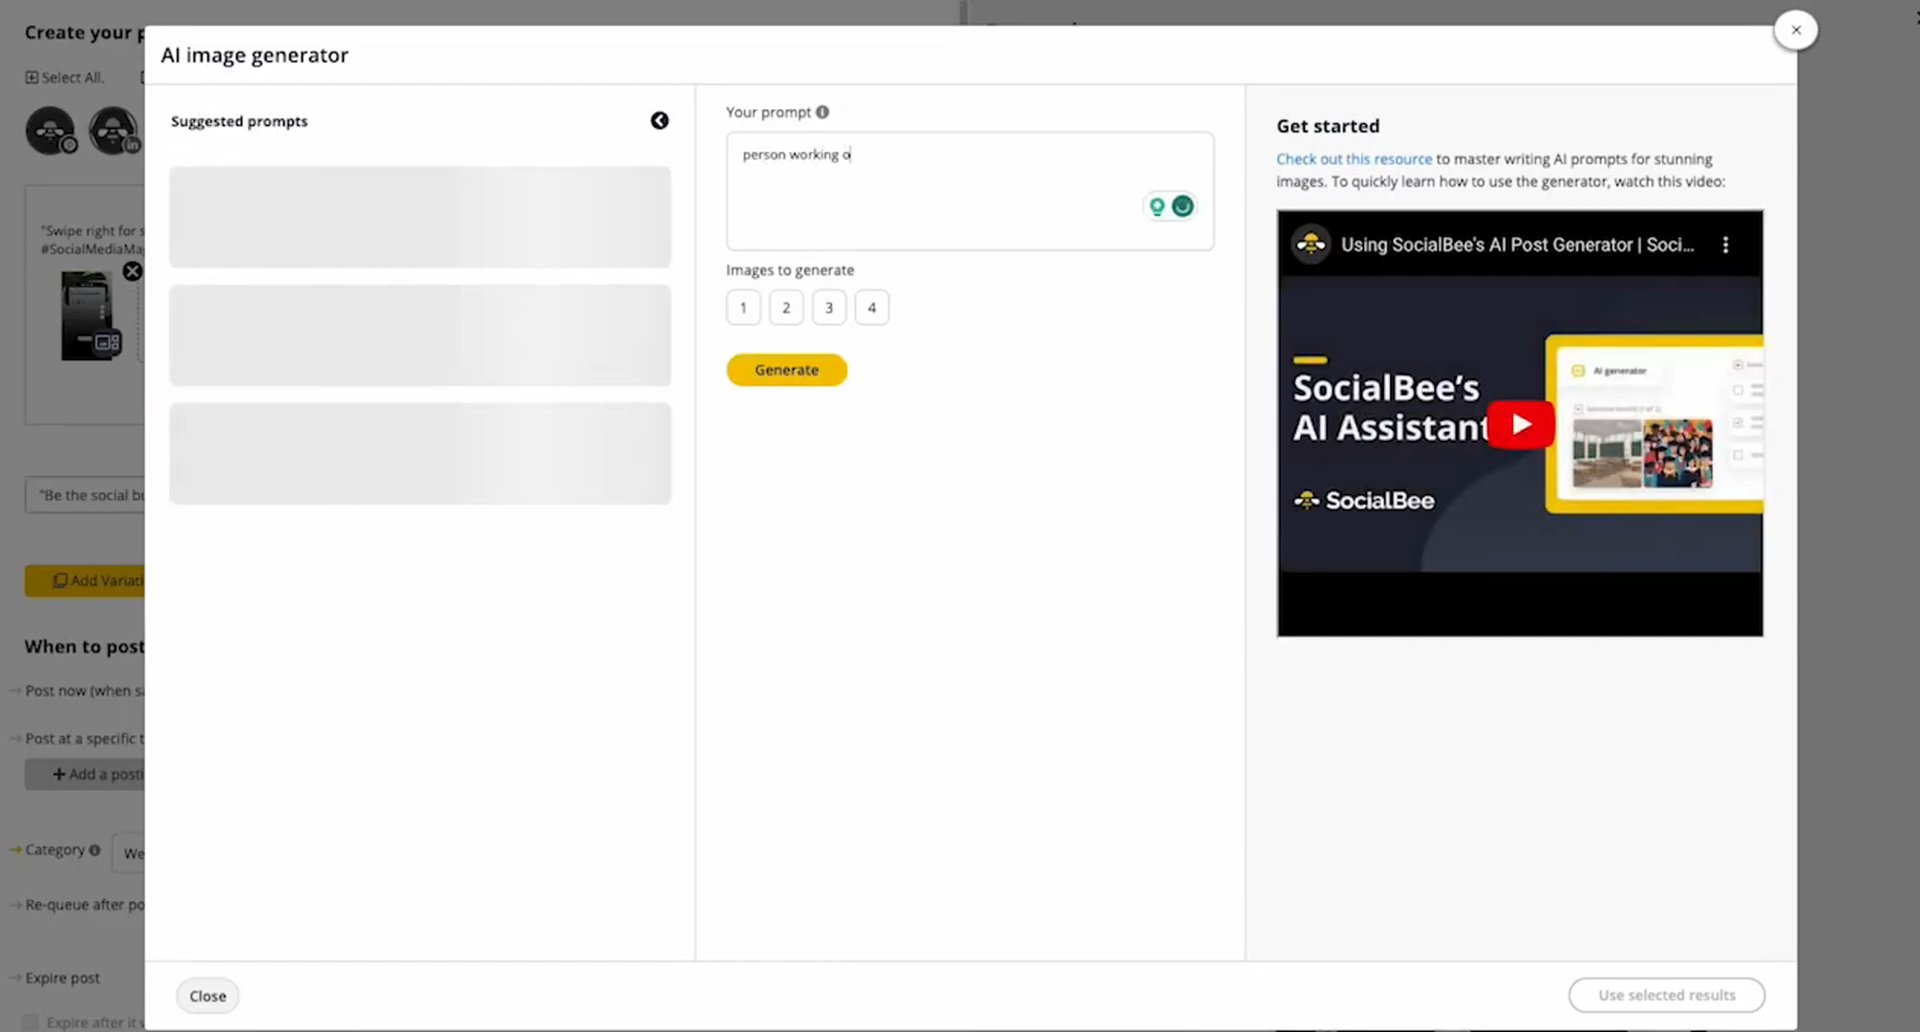 Create your p
Select All.
"Swipe right for s
#SocialMediaMa
"Be the social bu
Add Variati
When to post
Post now (when sa
Post at a specific t
+ Add a posti
Category
We
Re-queue after po
Expire post
Expire after it w
AI image generator
Suggested prompts
Your prompt
person working o
Images to generate
1 2 3 4
Generate
Get started
Check out this resource to master writing AI prompts for stunning
images. To quickly learn how to use the generator, watch this video:
Using SocialBee's AI Post Generator | Soci...
SocialBee's
AI Assistant
SocialBee
AI generator
Close
Use selected results